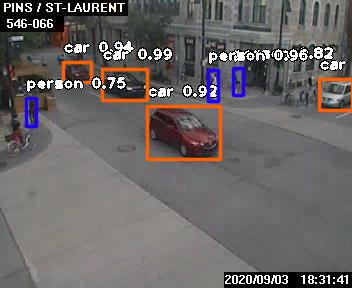 PINS / ST-LAURENT
546-066
car 0.94
car 0.99
person 0.96
.82
car
person 0.75
car 0.92
2020/09/03 18:31:41